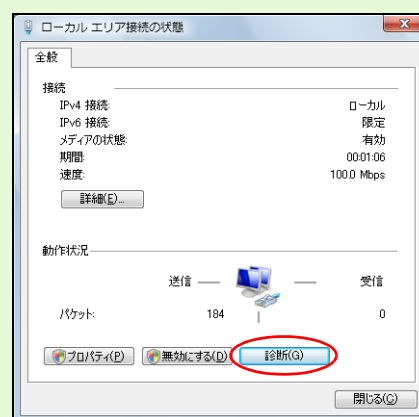 ローカル エリア接続の状態
全般
接続
IPv4 接続: ローカル
IPv6 接続: 限定
メディアの状態: 有効
期間: 00:01:06
速度: 100.0 Mbps
詳細(E)...
動作状況
送信 — — 受信
パケット: 184 | 0
プロパティ(P) 無効にする(D) 診断(G)
閉じる(C)